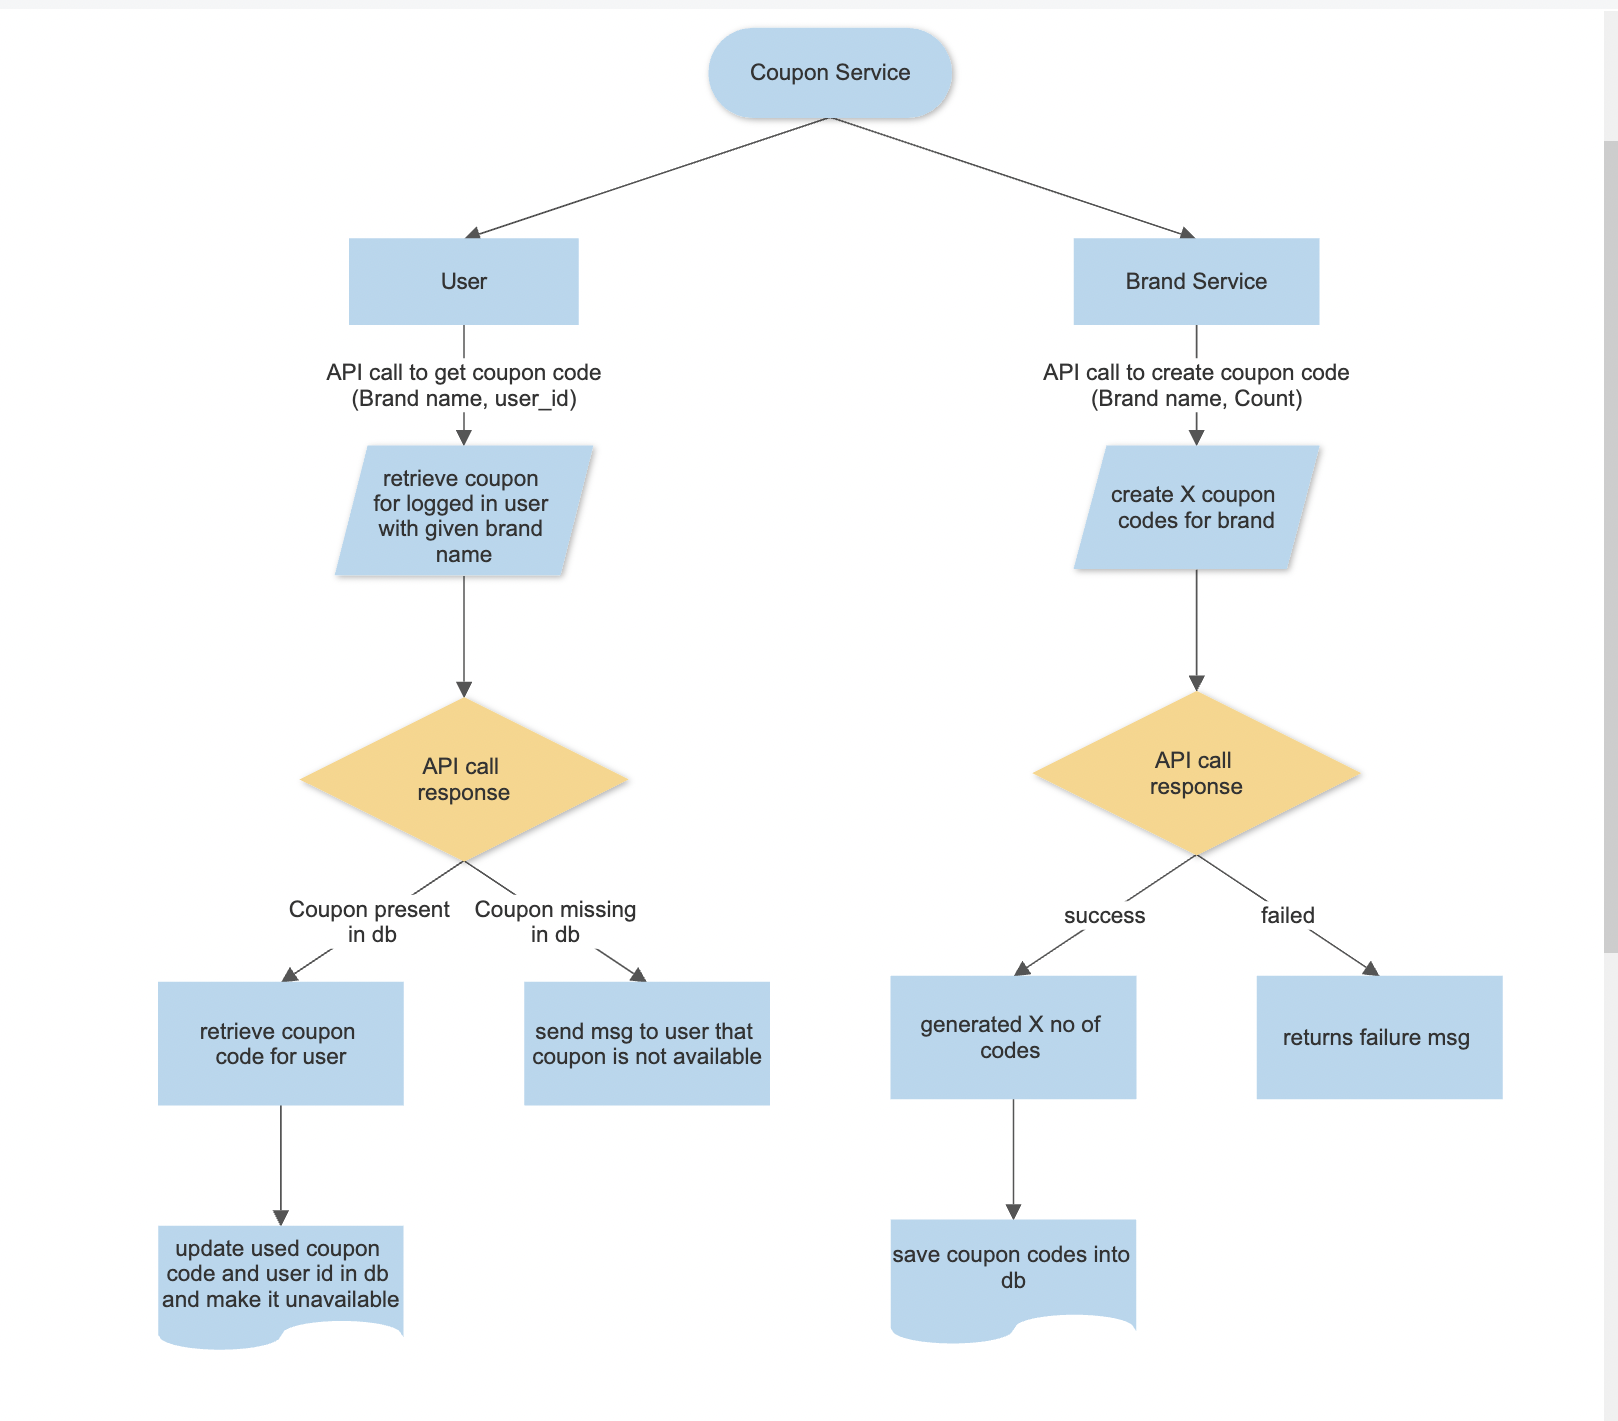 Coupon Service
User
Brand Service
API call to get coupon code
(Brand name, user_id)
API call to create coupon code
(Brand name, Count)
retrieve coupon
for logged in user
with given brand
name
create X coupon
codes for brand
API call
response
API call
response
Coupon present
in db
Coupon missing
in db
success
failed
retrieve coupon
code for user
send msg to user that
coupon is not available
generated X no of
codes
returns failure msg
update used coupon
code and user id in db
and make it unavailable
save coupon codes into
db